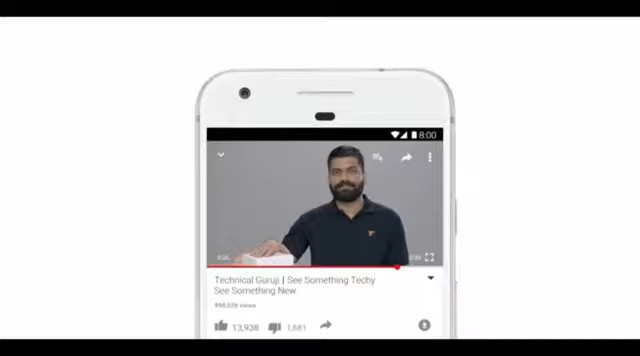 8:00
Technical Guruji | See Something Techy
See Something New
13,938
1,681